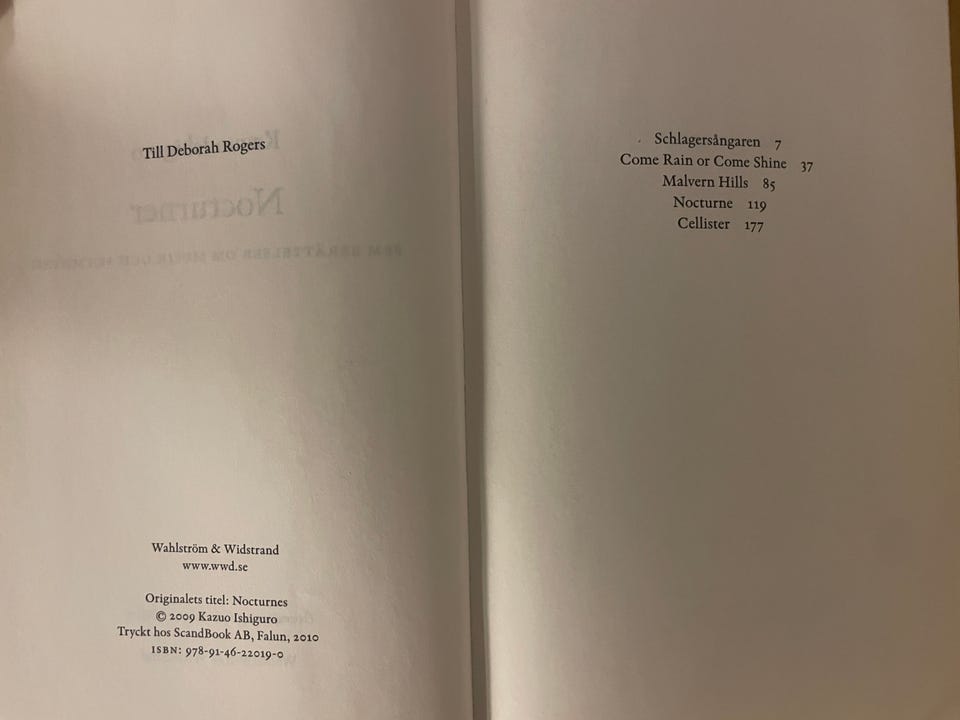 Till Deborah Rogers
Wahlström & Widstrand
www.wwd.se
Originalets titel: Nocturnes
© 2009 Kazuo Ishiguro
Tryckt hos ScandBook AB, Falun, 2010
ISBN: 978-91-46-22019-0
Schlagersångaren 7
Come Rain or Come Shine 37
Malvern Hills 85
Nocturne 119
Cellister 177